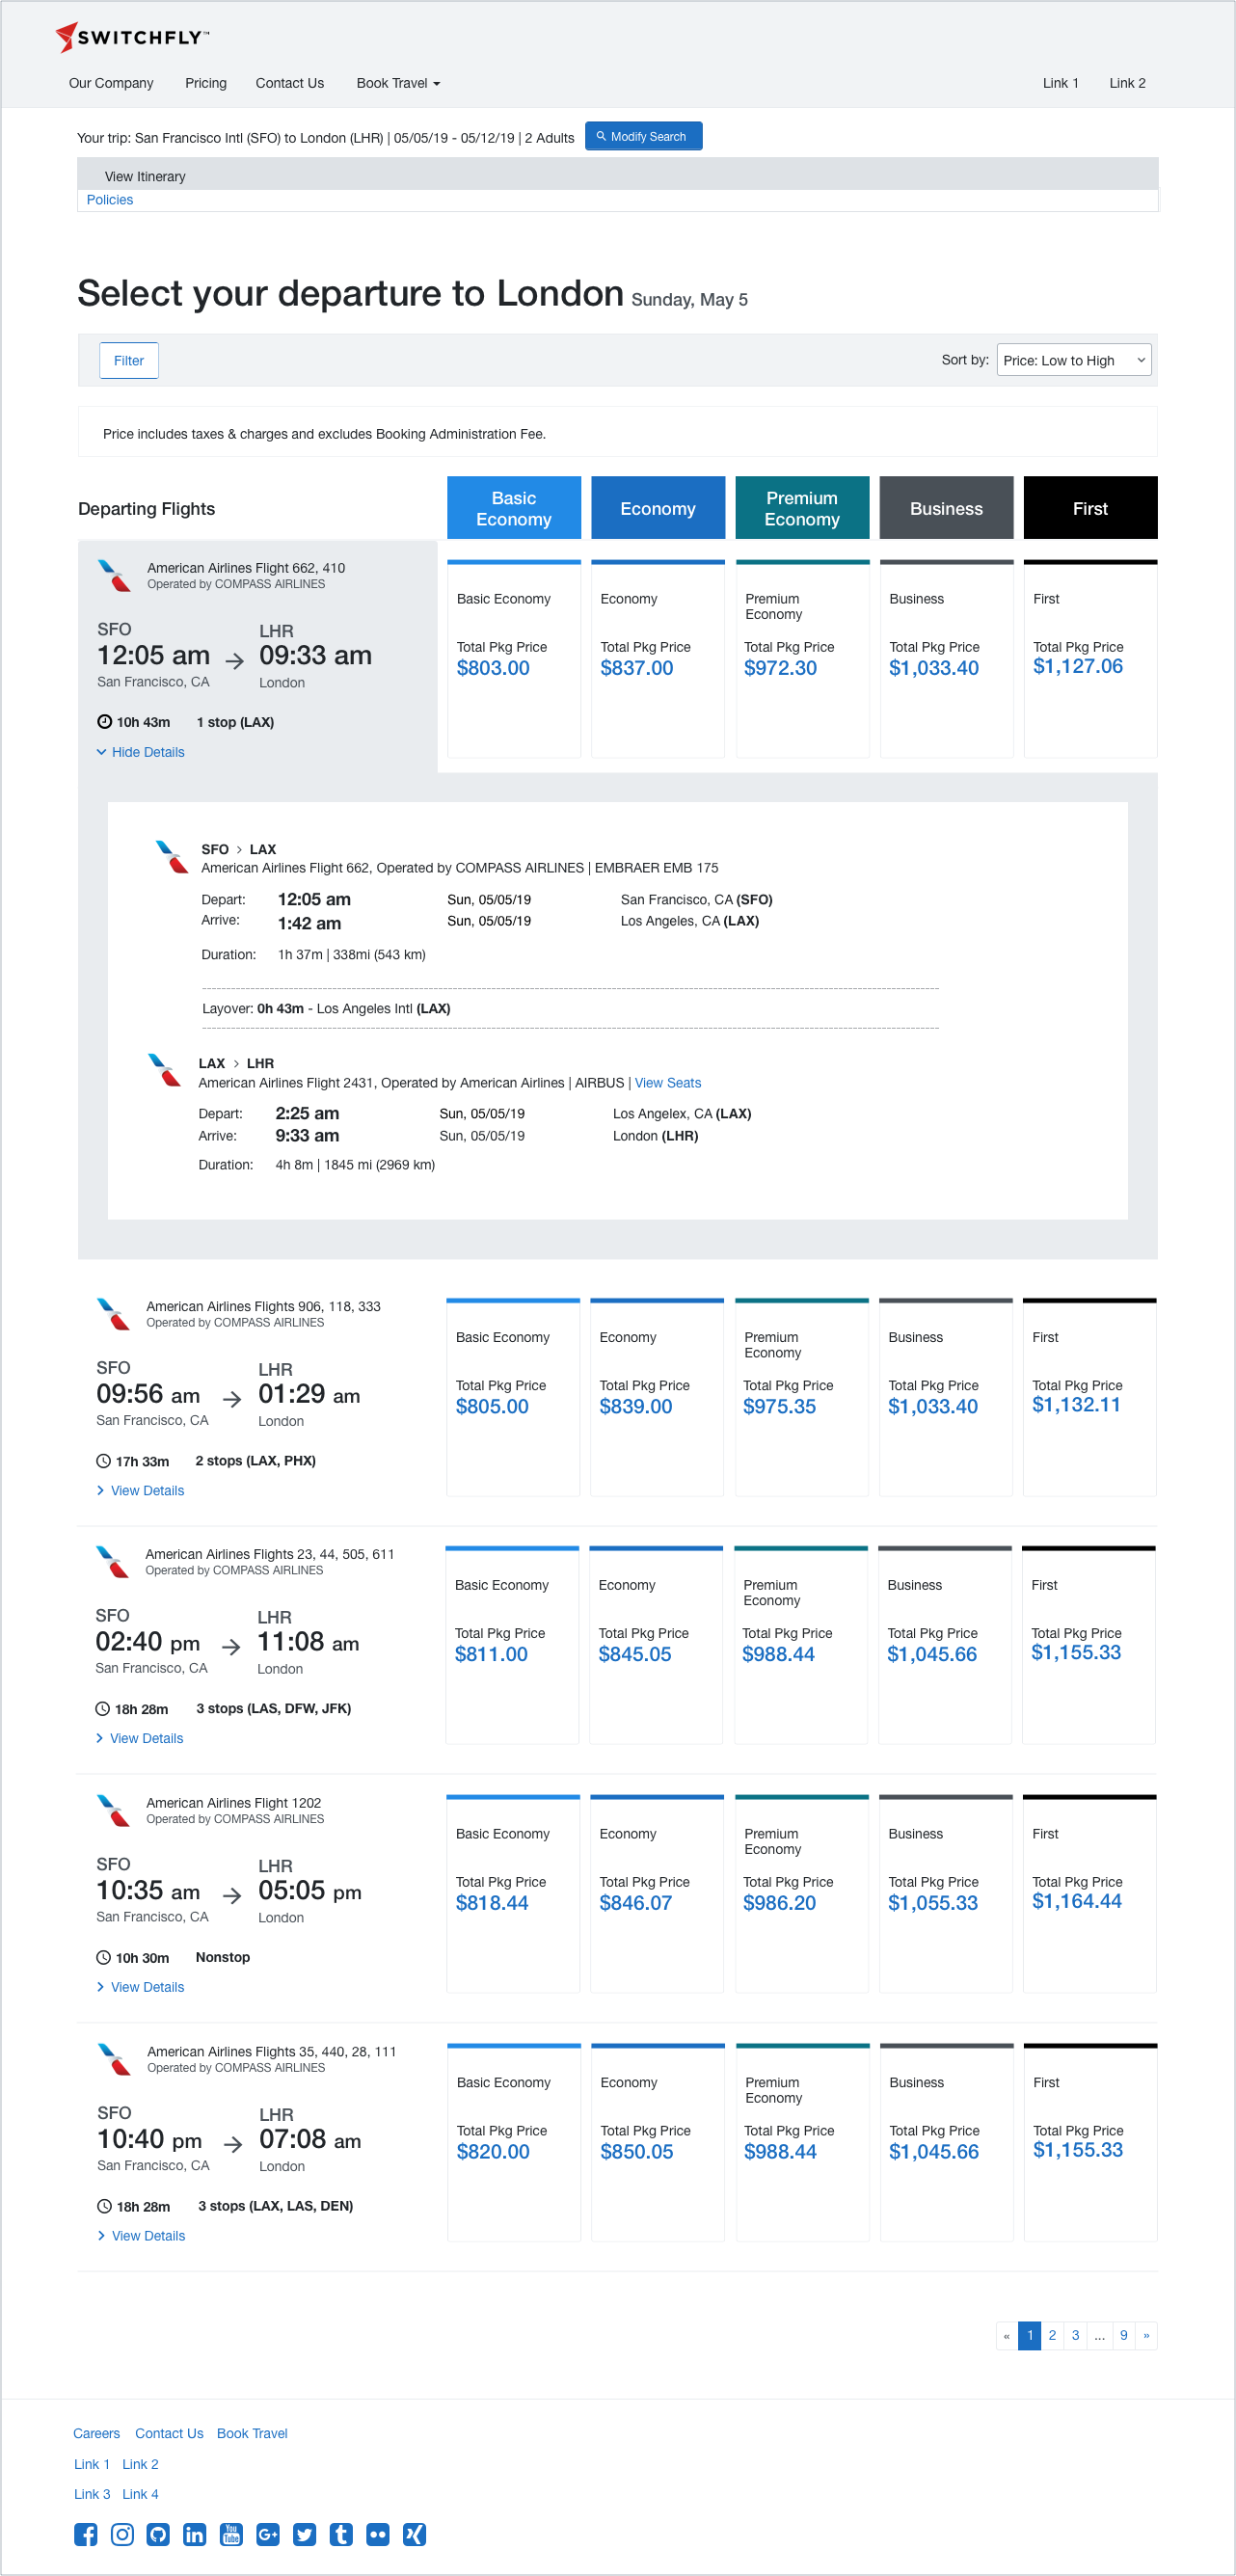 SWITCHFLY™
Our Company Pricing Contact Us Book Travel Link 1 Link 2
Your trip: San Francisco Intl (SFO) to London (LHR) | 05/05/19 - 05/12/19 | 2 Adults Modify Search
View Itinerary
Policies
Select your departure to London Sunday, May 5
Filter Sort by: Price: Low to High
Price includes taxes & charges and excludes Booking Administration Fee.
Departing Flights Basic Economy Economy Premium Economy Business First
American Airlines Flight 662, 410
Operated by COMPASS AIRLINES
SFO LHR
12:05 am → 09:33 am
San Francisco, CA London
10h 43m 1 stop (LAX)
Hide Details
Basic Economy Economy Premium Economy Business First
Total Pkg Price Total Pkg Price Total Pkg Price Total Pkg Price Total Pkg Price
$803.00 $837.00 $972.30 $1,033.40 $1,127.06
SFO > LAX
American Airlines Flight 662, Operated by COMPASS AIRLINES | EMBRAER EMB 175
Depart: 12:05 am Sun, 05/05/19 San Francisco, CA (SFO)
Arrive: 1:42 am Sun, 05/05/19 Los Angeles, CA (LAX)
Duration: 1h 37m | 338mi (543 km)
Layover: 0h 43m - Los Angeles Intl (LAX)
LAX > LHR
American Airlines Flight 2431, Operated by American Airlines | AIRBUS | View Seats
Depart: 2:25 am Sun, 05/05/19 Los Angelex, CA (LAX)
Arrive: 9:33 am Sun, 05/05/19 London (LHR)
Duration: 4h 8m | 1845 mi (2969 km)
American Airlines Flights 906, 118, 333
Operated by COMPASS AIRLINES
SFO LHR
09:56 am → 01:29 am
San Francisco, CA London
17h 33m 2 stops (LAX, PHX)
View Details
Basic Economy Economy Premium Economy Business First
Total Pkg Price Total Pkg Price Total Pkg Price Total Pkg Price Total Pkg Price
$805.00 $839.00 $975.35 $1,033.40 $1,132.11
American Airlines Flights 23, 44, 505, 611
Operated by COMPASS AIRLINES
SFO LHR
02:40 pm → 11:08 am
San Francisco, CA London
18h 28m 3 stops (LAS, DFW, JFK)
View Details
Basic Economy Economy Premium Economy Business First
Total Pkg Price Total Pkg Price Total Pkg Price Total Pkg Price Total Pkg Price
$811.00 $845.05 $988.44 $1,045.66 $1,155.33
American Airlines Flight 1202
Operated by COMPASS AIRLINES
SFO LHR
10:35 am → 05:05 pm
San Francisco, CA London
10h 30m Nonstop
View Details
Basic Economy Economy Premium Economy Business First
Total Pkg Price Total Pkg Price Total Pkg Price Total Pkg Price Total Pkg Price
$818.44 $846.07 $986.20 $1,055.33 $1,164.44
American Airlines Flights 35, 440, 28, 111
Operated by COMPASS AIRLINES
SFO LHR
10:40 pm → 07:08 am
San Francisco, CA London
18h 28m 3 stops (LAX, LAS, DEN)
View Details
Basic Economy Economy Premium Economy Business First
Total Pkg Price Total Pkg Price Total Pkg Price Total Pkg Price Total Pkg Price
$820.00 $850.05 $988.44 $1,045.66 $1,155.33
« 1 2 3 ... 9 »
Careers Contact Us Book Travel
Link 1 Link 2
Link 3 Link 4